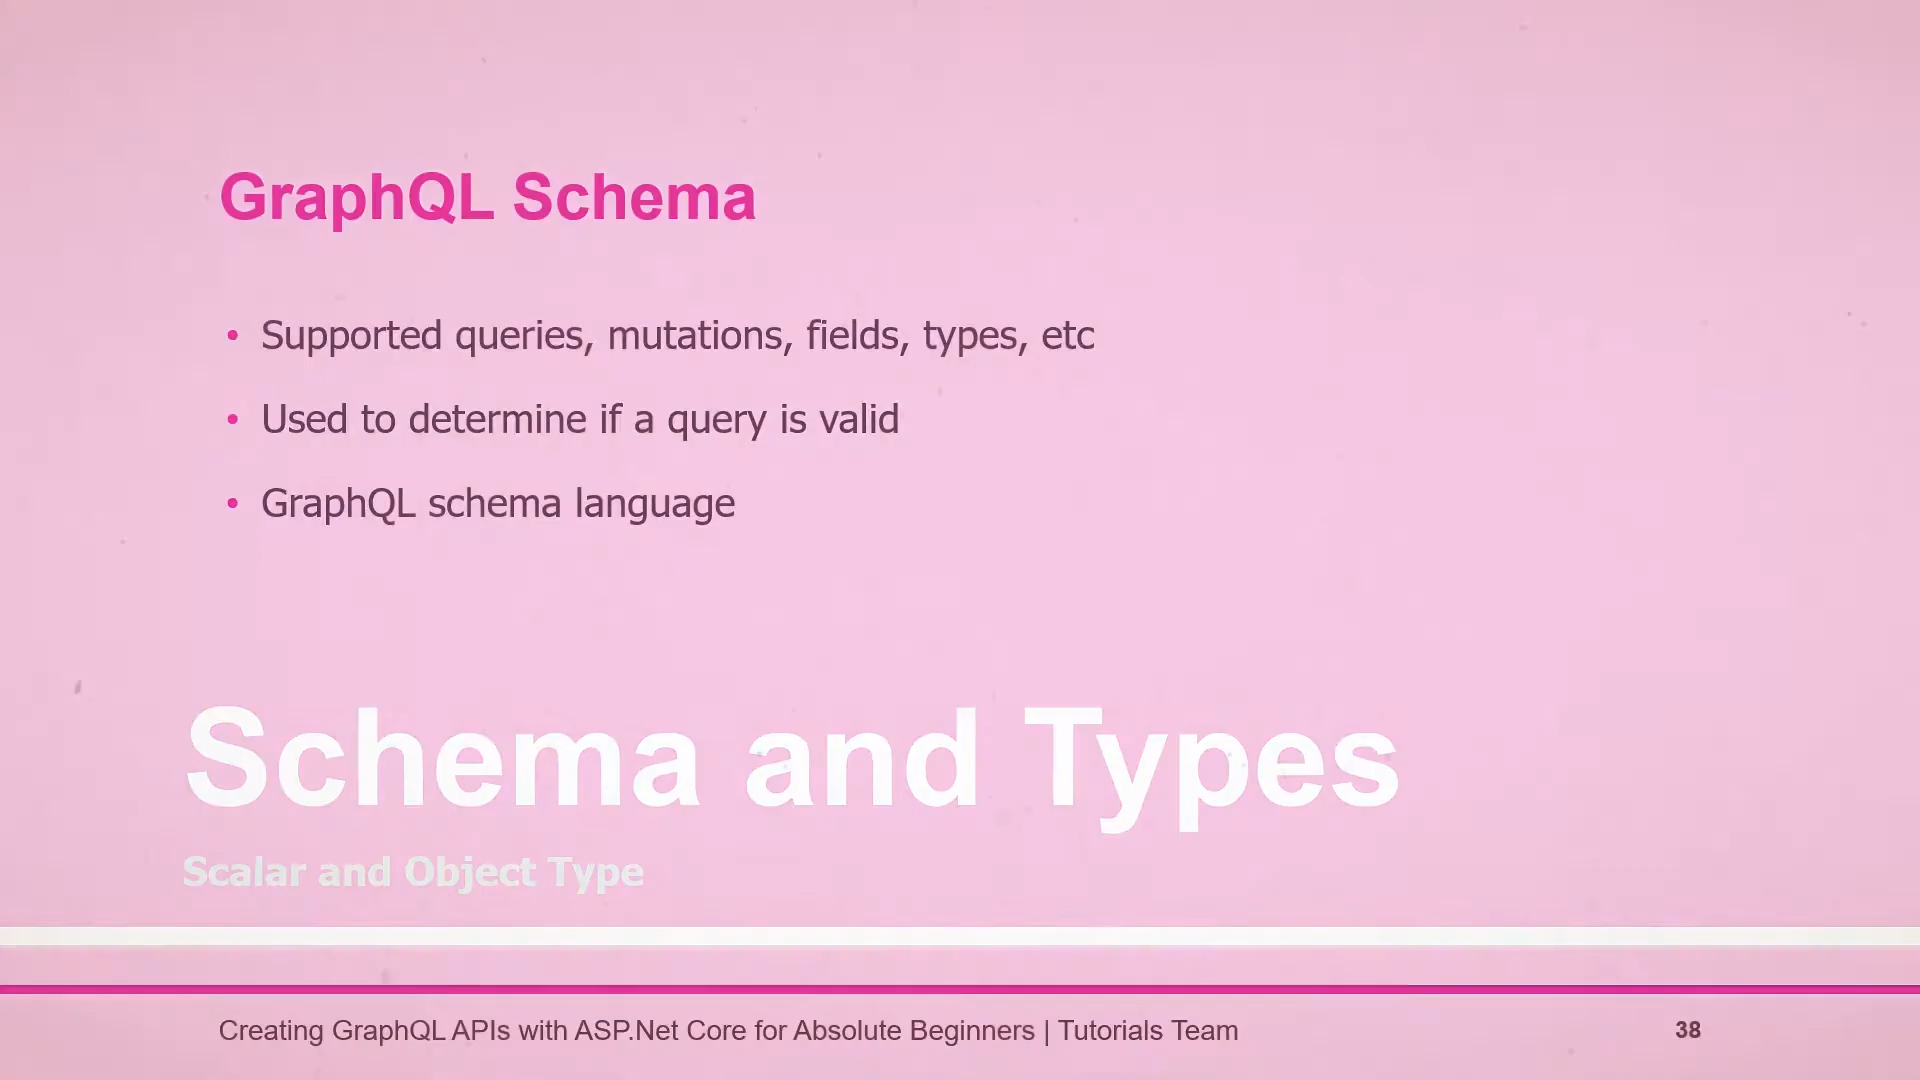 GraphQL Schema
• Supported queries, mutations, fields, types, etc
• Used to determine if a query is valid
• GraphQL schema language
Schema and Types
Scalar and Object Type
Creating GraphQL APIs with ASP.Net Core for Absolute Beginners | Tutorials Team
38